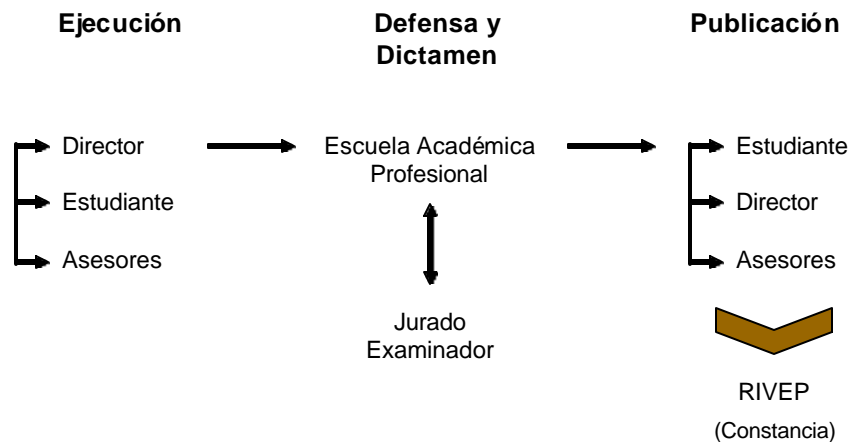 Ejecución
Defensa y
Dictamen
Publicación
Director
Estudiante
Asesores
Escuela Académica
Profesional
Jurado
Examinador
Estudiante
Director
Asesores
RIVEP
(Constancia)